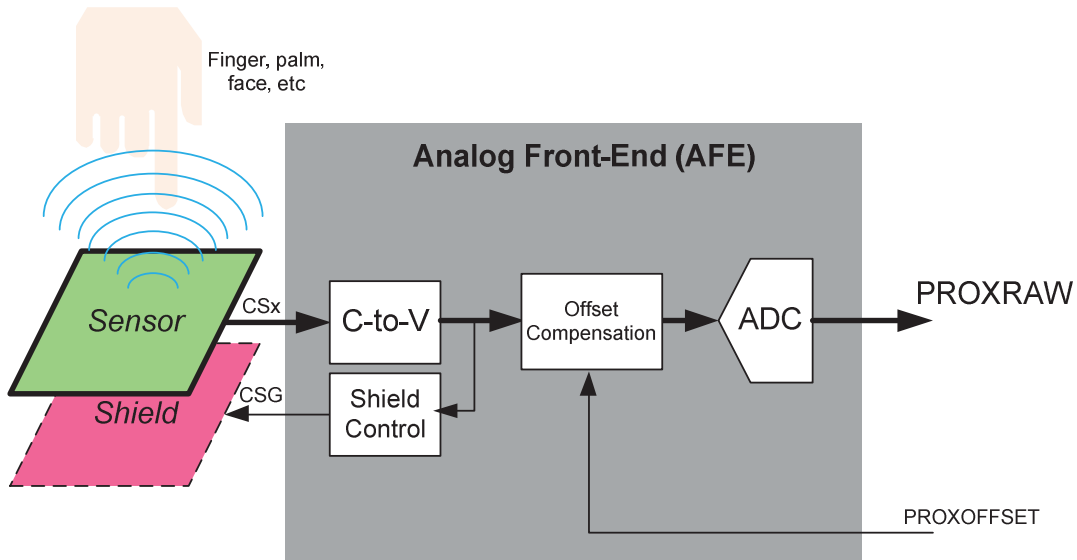 Finger, palm,
face, etc
Analog Front-End (AFE)
Sensor
CSx
C-to-V
Offset
Compensation
ADC
PROXRAW
Shield
CSG
Shield
Control
PROXOFFSET